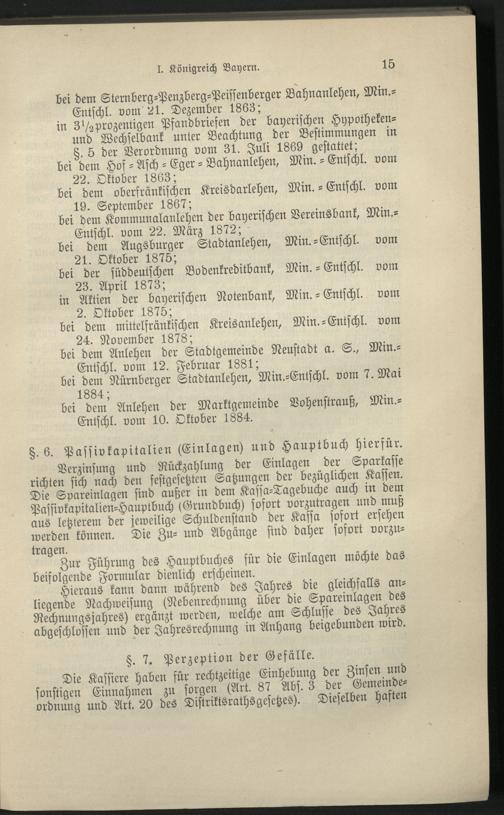 I. Königreich Bayern. 15
bei dem Sternberg-Penzberg-Peissenberger Bahnanlehen, Min.-
Entschl. vom 21. Dezember 1863;
in 3 1/2 prozenigen Pfandbriefen der bayerischen Hypotheken-
und Wechselbank unter Beachtung der Bestimmungen in
§. 5 der Verordnung vom 31. Juli 1869 gestattet;
bei dem Hof-Asch-Eger-Bahnanlehen, Min.-Entschl. vom
22. Oktober 1863;
bei dem oberfränkischen Kreisdarlehen, Min.-Entschl. vom
19. September 1867;
bei dem Kommunalanlehen der bayerischen Vereinsbank, Min.-
Entschl. vom 22. März 1872;
bei dem Augsburger Stadtanlehen, Min.-Entschl. vom
21. Oktober 1875;
bei der süddeutschen Bodenkreditbank, Min.-Entschl. vom
23. April 1873;
in Aktien der bayerischen Notenbank, Min.-Entschl. vom
2. Oktober 1875;
bei dem mittelfränkischen Kreisanlehen, Min.-Entschl. vom
24. November 1878;
bei dem Anlehen der Stadtgemeinde Neustadt a. S., Min.-
Entschl. vom 12. Februar 1881;
bei dem Nürnberger Stadtanlehen, Min.-Entschl. vom 7. Mai
1884;
bei dem Anlehen der Marktgemeinde Vohenstrauß, Min.-
Entschl. vom 10. Oktober 1884.
§. 6. Passivkapitalien (Einlagen) und Hauptbuch hierfür.
Verzinsung und Rückzahlung der Einlagen der Sparkasse
richten sich nach den festgesetzten Satzungen der bezüglichen Kassen.
Die Spareinlagen sind außer in dem Kassa-Tagebuche auch in dem
Passivkapitalien-Hauptbuch (Grundbuch) sofort vorzutragen und muß
aus letzterem der jeweilige Schuldenstand der Kassa sofort ersehen
werden können. Die Zu- und Abgänge sind daher sofort vorzu-
tragen.
Zur Führung des Hauptbuches für die Einlagen möchte das
beifolgende Formular dienlich erscheinen.
Hieraus kann dann während des Jahres die gleichfalls an-
liegende Nachweisung (Nebenrechnung über die Spareinlagen des
Rechnungsjahres) ergänzt werden, welche am Schlusse des Jahres
abgeschlossen und der Jahresrechnung in Anhang beigebunden wird.
§. 7. Perzeption der Gefälle.
Die Kassiere haben für rechtzeitige Einhebung der Zinsen und
sonstigen Einnahmen zu sorgen (Art. 87 Abs. 3 der Gemeinde-
ordnung und Art. 20 des Distriktsrathsgesetzes). Dieselben haften